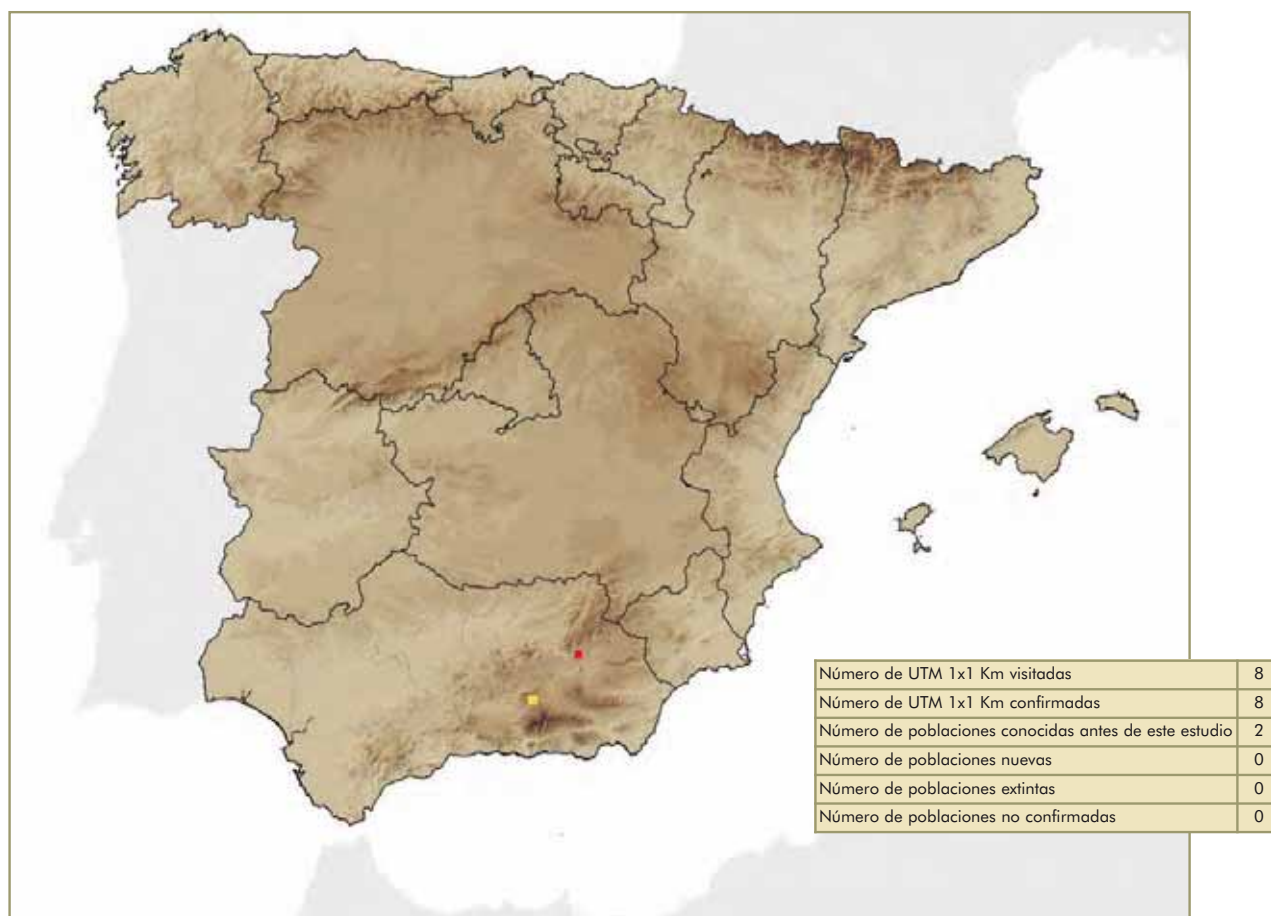 Número de UTM 1x1 Km visitadas 8
Número de UTM 1x1 Km confirmadas 8
Número de poblaciones conocidas antes de este estudio 2
Número de poblaciones nuevas 0
Número de poblaciones extintas 0
Número de poblaciones no confirmadas 0